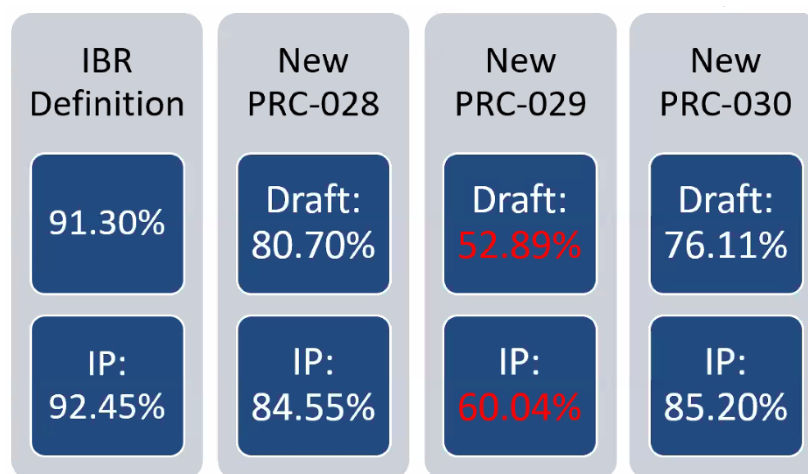 IBR
Definition
91.30%
IP:
92.45%
New
PRC-028
Draft:
80.70%
IP:
84.55%
New
PRC-029
Draft:
52.89%
IP:
60.04%
New
PRC-030
Draft:
76.11%
IP:
85.20%